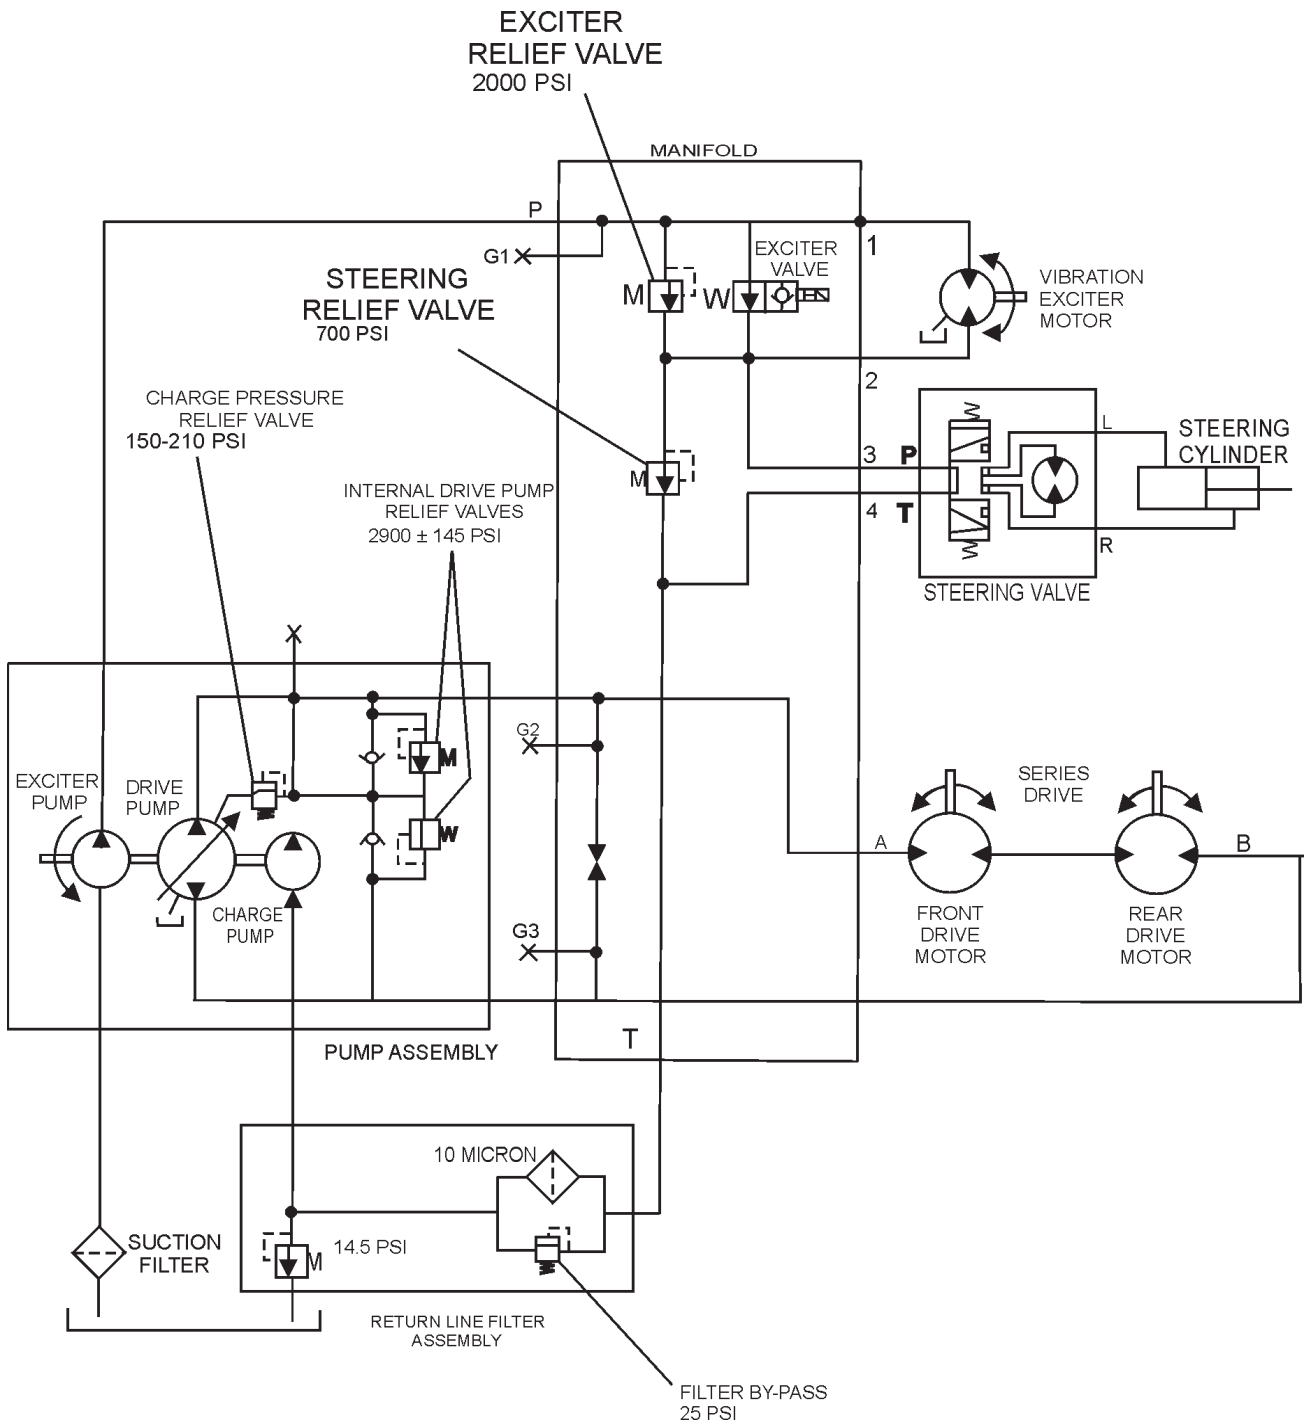 EXCITER
RELIEF VALVE
2000 PSI
MANIFOLD
P
1
G1
EXCITER
VALVE
STEERING
RELIEF VALVE
700 PSI
M
W
VIBRATION
EXCITER
MOTOR
2
CHARGE PRESSURE
RELIEF VALVE
150-210 PSI
3
P
L
STEERING
CYLINDER
M
INTERNAL DRIVE PUMP
RELIEF VALVES
2900 ± 145 PSI
4
T
R
STEERING VALVE
G2
M
EXCITER
PUMP
DRIVE
PUMP
SERIES
DRIVE
W
A
B
CHARGE
PUMP
G3
FRONT
DRIVE
MOTOR
REAR
DRIVE
MOTOR
T
PUMP ASSEMBLY
10 MICRON
SUCTION
FILTER
14.5 PSI
M
RETURN LINE FILTER
ASSEMBLY
FILTER BY-PASS
25 PSI